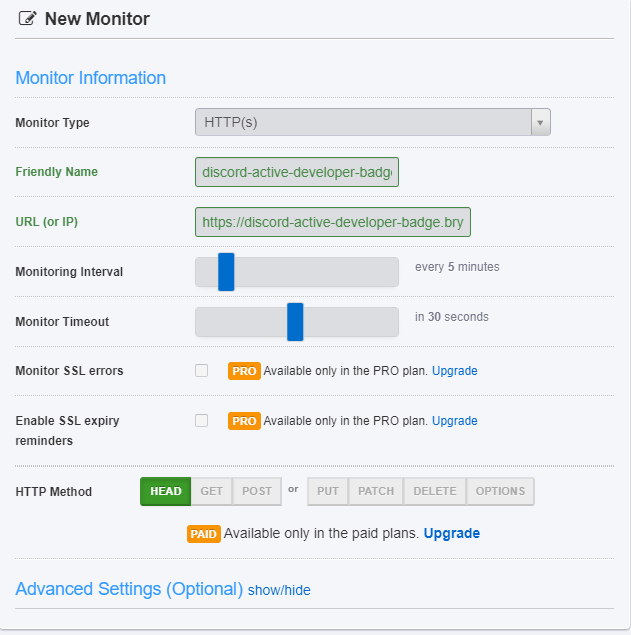 New Monitor
Monitor Information
Monitor Type HTTP(s)
Friendly Name discord-active-developer-badge
URL (or IP) https://discord-active-developer-badge.bry
Monitoring Interval every 5 minutes
Monitor Timeout in 30 seconds
Monitor SSL errors PRO Available only in the PRO plan. Upgrade
Enable SSL expiry reminders PRO Available only in the PRO plan. Upgrade
HTTP Method HEAD GET POST or PUT PATCH DELETE OPTIONS
PAID Available only in the paid plans. Upgrade
Advanced Settings (Optional) show/hide